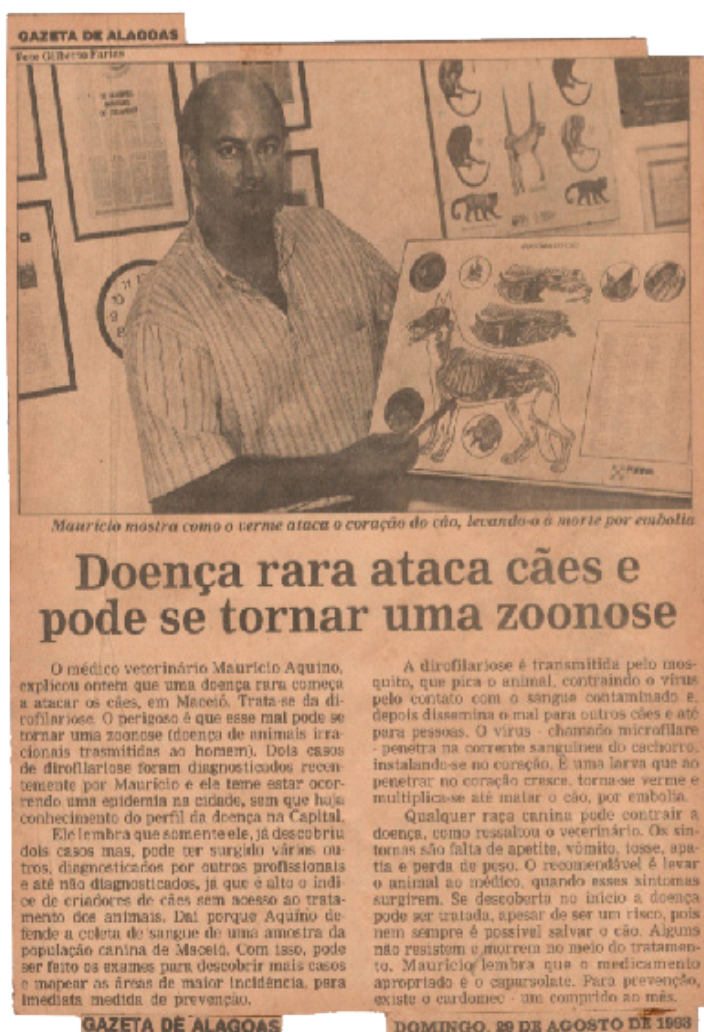 GAZETA DE ALAGOAS
Foto Gilberto Farias
10
9
8
11
12
Maurício mostra como o verme ataca o coração do cão, levando-o à morte por embolia
Doença rara ataca cães e
pode se tornar uma zoonose
O médico veterinário Maurício Aquino,
explicou ontem que uma doença rara começa
a atacar os cães, em Maceió. Trata-se da di-
rofilariose. O perigoso é que esse mal pode se
tornar uma zoonose (doença de animais irra-
cionais trasmitidas ao homem). Dois casos
de dirofilariose foram diagnosticados recen-
temente por Maurício e ele teme estar ocor-
rendo uma epidemia na cidade, sem que haja
conhecimento do perfil da doença na Capital.
Ele lembra que somente ele, já descobriu
dois casos mas, pode ter surgido vários ou-
tros, diagnosticados por outros profissionais
e até não diagnosticados, já que é alto o índi-
ce de criadores de cães sem acesso ao trata-
mento dos animais. Daí porque Aquino de-
fende a coleta de sangue de uma amostra da
população canina de Maceió. Com isso, pode
ser feito os exames para descobrir mais casos
e mapear as áreas de maior incidência, para
imediata medida de prevenção.
A dirofilariose é transmitida pelo mos-
quito, que pica o animal, contraindo o vírus
pelo contato com o sangue contaminado e,
depois dissemina o mal para outros cães e até
para pessoas. O vírus - chamado microfilare
- penetra na corrente sanguínea do cachorro,
instalando-se no coração. É uma larva que ao
penetrar no coração cresce, torna-se verme e
multiplica-se até matar o cão, por embolia.
Qualquer raça canina pode contrair a
doença, como ressaltou o veterinário. Os sin-
tomas são falta de apetite, vômito, tosse, apa-
tia e perda de peso. O recomendável é levar
o animal ao médico, quando esses sintomas
surgirem. Se descoberta no início a doença
pode ser tratada, apesar de ser um risco, pois
nem sempre é possível salvar o cão. Alguns
não resistem e morrem no meio do tratamen-
to. Maurício lembra que o medicamento
apropriado é o caparsolate. Para prevenção,
existe o cardomec - um comprido ao mês.
GAZETA DE ALAGOAS
DOMINGO, 29 DE AGOSTO DE 1993